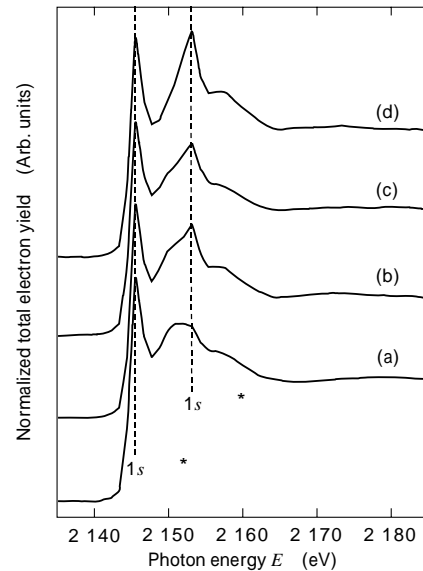 Normalized total electron yield (Arb. units)
(d)
(c)
(b)
(a)
1s *
1s *
2 140 2 150 2 160 2 170 2 180
Photon energy E (eV)